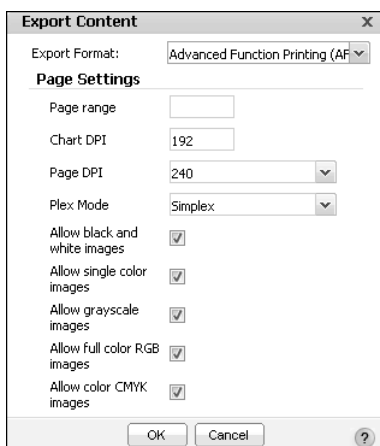 Export Content x
Export Format: Advanced Function Printing (AF
Page Settings
Page range
Chart DPI 192
Page DPI 240
Plex Mode Simplex
Allow black and
white images
Allow single color
images
Allow grayscale
images
Allow full color RGB
images
Allow color CMYK
images
OK Cancel ?